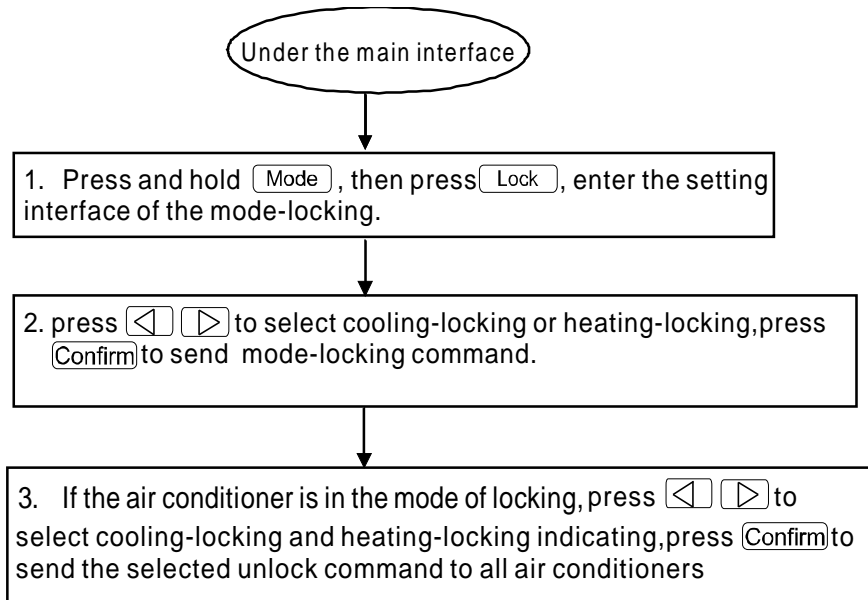 Under the main interface
1. Press and hold Mode , then press Lock , enter the setting
interface of the mode-locking.
2. press ◁ ▷ to select cooling-locking or heating-locking,press
Confirm to send mode-locking command.
3. If the air conditioner is in the mode of locking, press ◁ ▷ to
select cooling-locking and heating-locking indicating,press Confirm to
send the selected unlock command to all air conditioners